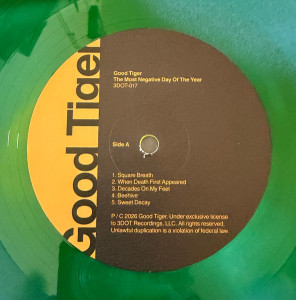 Good Tiger
Good Tiger
The Most Negative Day Of The Year
3DOT-017
Side A
1. Square Breath
2. When Death First Appeared
3. Decades On My Feet
4. Beehive
5. Sweet Decay
P / C 2026 Good Tiger. Under exclusive license
to 3DOT Recordings, LLC. All rights reserved.
Unlawful duplication is a violation of federal law.